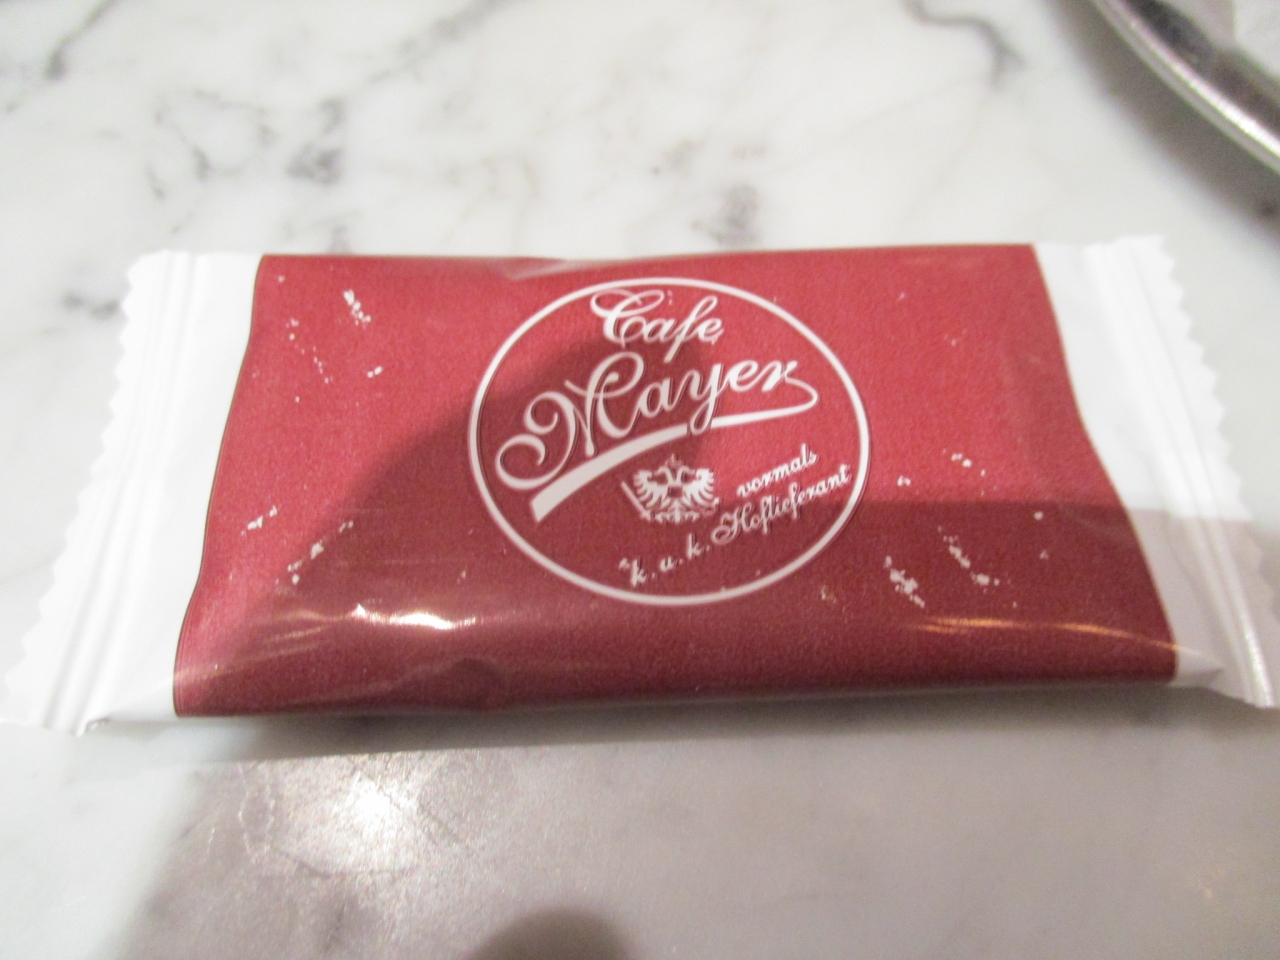 Cafe
Mayer
vormals
k. u. k. Hoflieferant